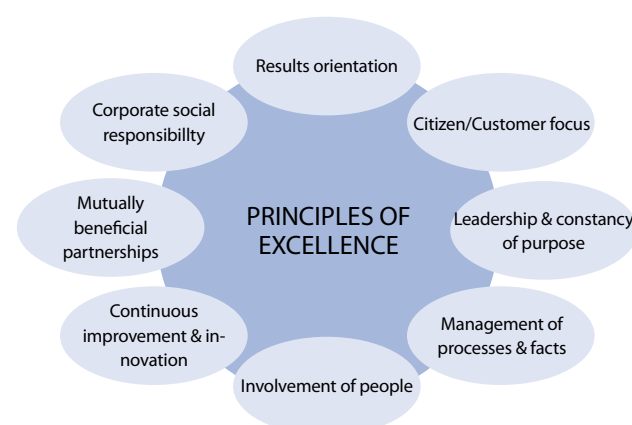 Results orientation
Citizen/Customer focus
Leadership & constancy
of purpose
Management of
processes & facts
Involvement of people
Continuous
improvement & in-
novation
Mutually
beneficial
partnerships
Corporate social
responsibillty
PRINCIPLES OF
EXCELLENCE